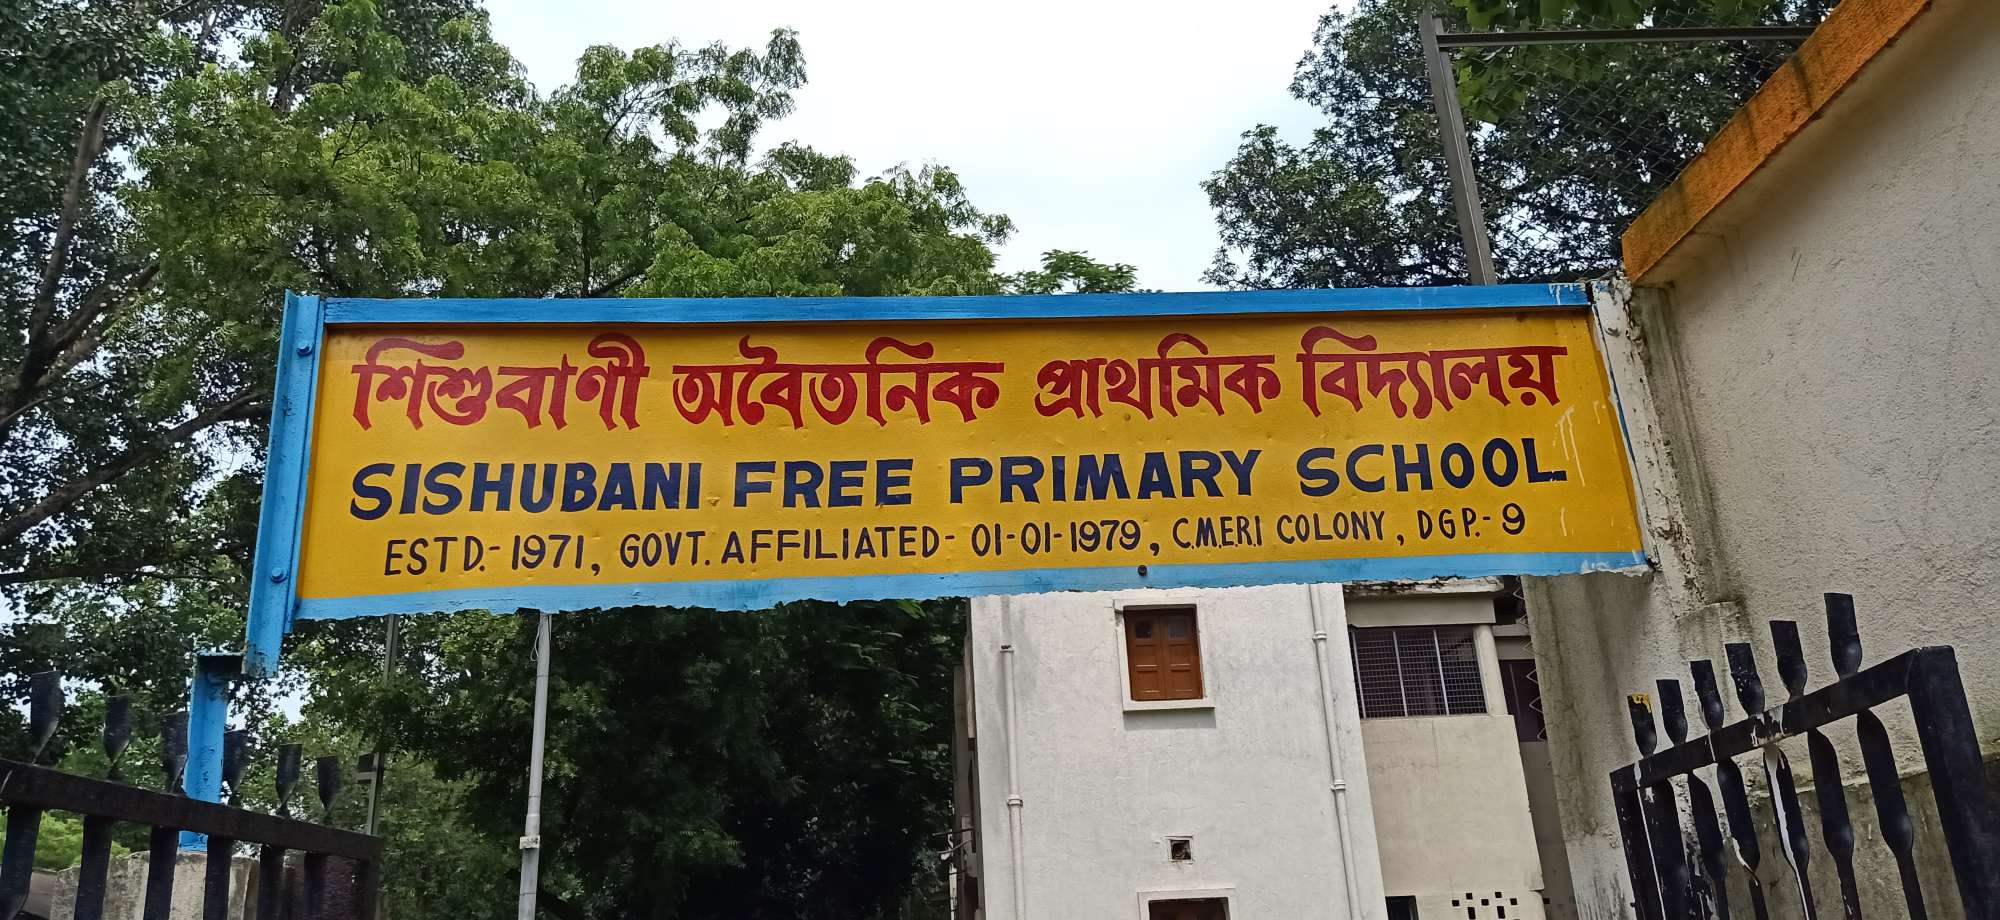 শিশুবাণী অবৈতনিক প্রাথমিক বিদ্যালয়
SISHUBANI FREE PRIMARY SCHOOL
ESTD.- 1971, GOVT. AFFILIATED- 01-01-1979, C.M.E.R.I COLONY, DGP.- 9